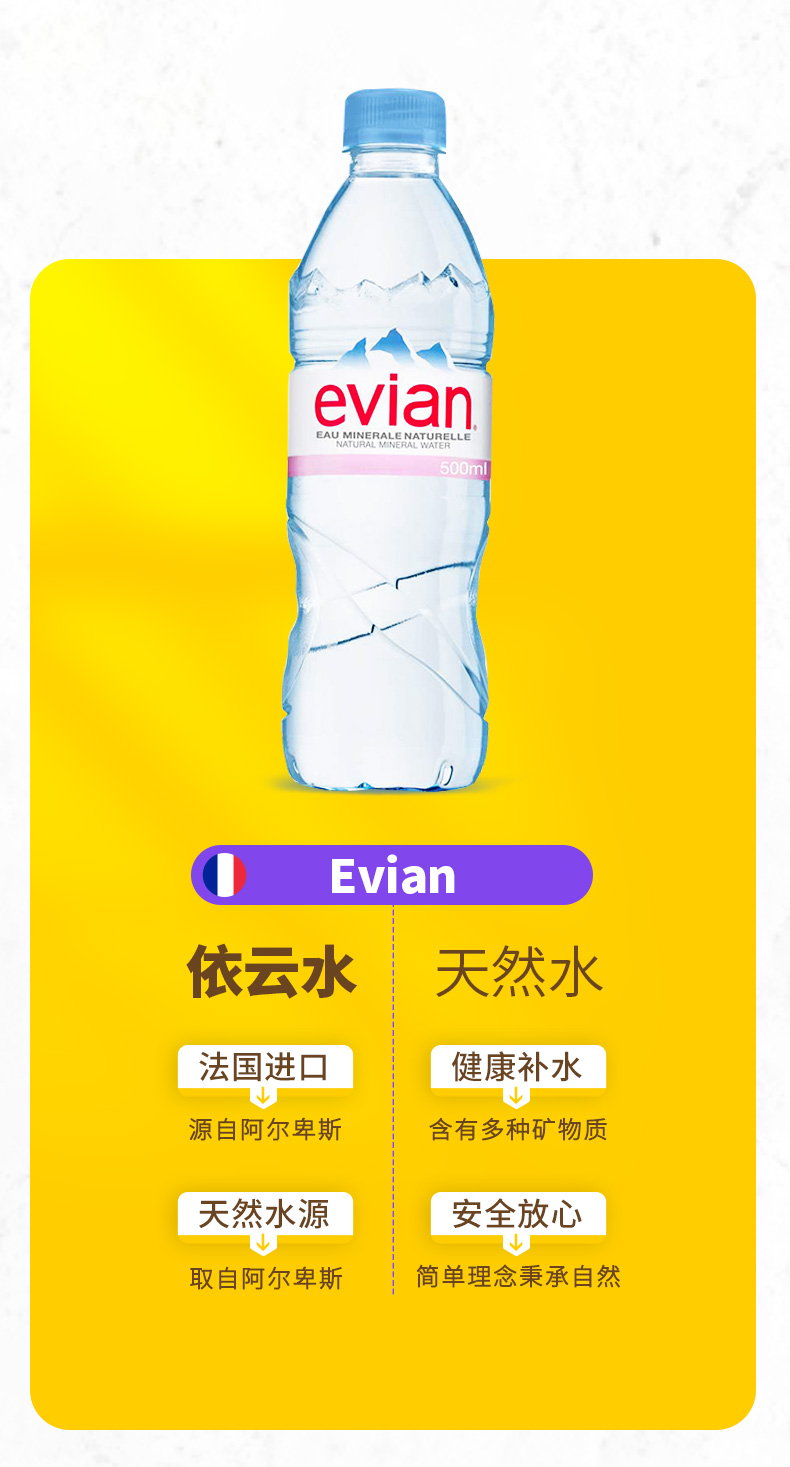 evian
EAU MINERALE NATURELLE
NATURAL MINERAL WATER
500ml
Evian
依云水
天然水
法国进口
健康补水
源自阿尔卑斯
含有多种矿物质
天然水源
安全放心
取自阿尔卑斯
简单理念秉承自然